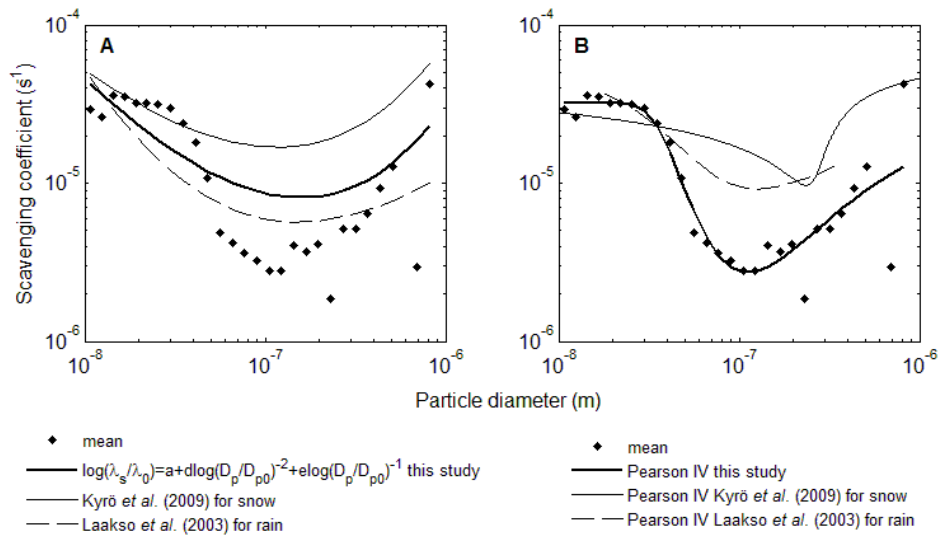 A
B
Scavenging coefficient (s⁻¹)
10⁻⁴
10⁻⁵
10⁻⁶
10⁻⁸ 10⁻⁷ 10⁻⁶
10⁻⁴
10⁻⁵
10⁻⁶
10⁻⁸ 10⁻⁷ 10⁻⁶
Particle diameter (m)
mean
log(λₛ/λ₀)=a+dlog(Dₚ/Dₚ₀)⁻²+elog(Dₚ/Dₚ₀)⁻¹ this study
Kyrö et al. (2009) for snow
Laakso et al. (2003) for rain
mean
Pearson IV this study
Pearson IV Kyrö et al. (2009) for snow
Pearson IV Laakso et al. (2003) for rain